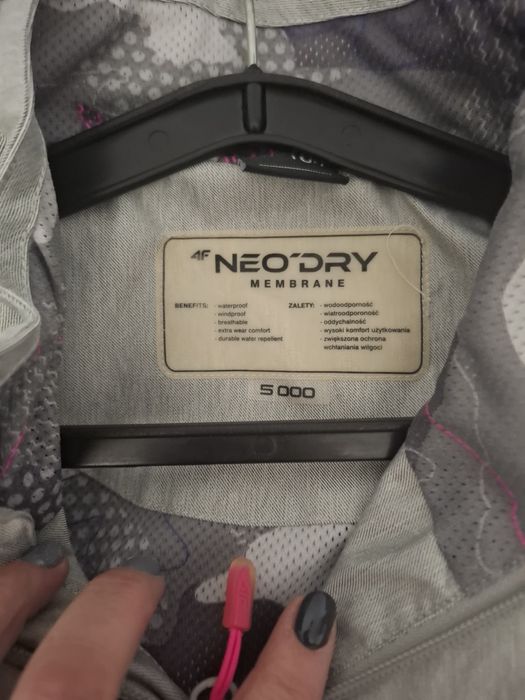 4F NEO'DRY
MEMBRANE
BENEFITS: - waterproof
- windproof
- breathable
- extra wear comfort
- durable water repellent
ZALETY: - wodoodporność
- wiatroodporoność
- oddychalność
- wysoki komfort użytkowania
- zwiększona ochrona
wchłaniania wilgoci
5 000